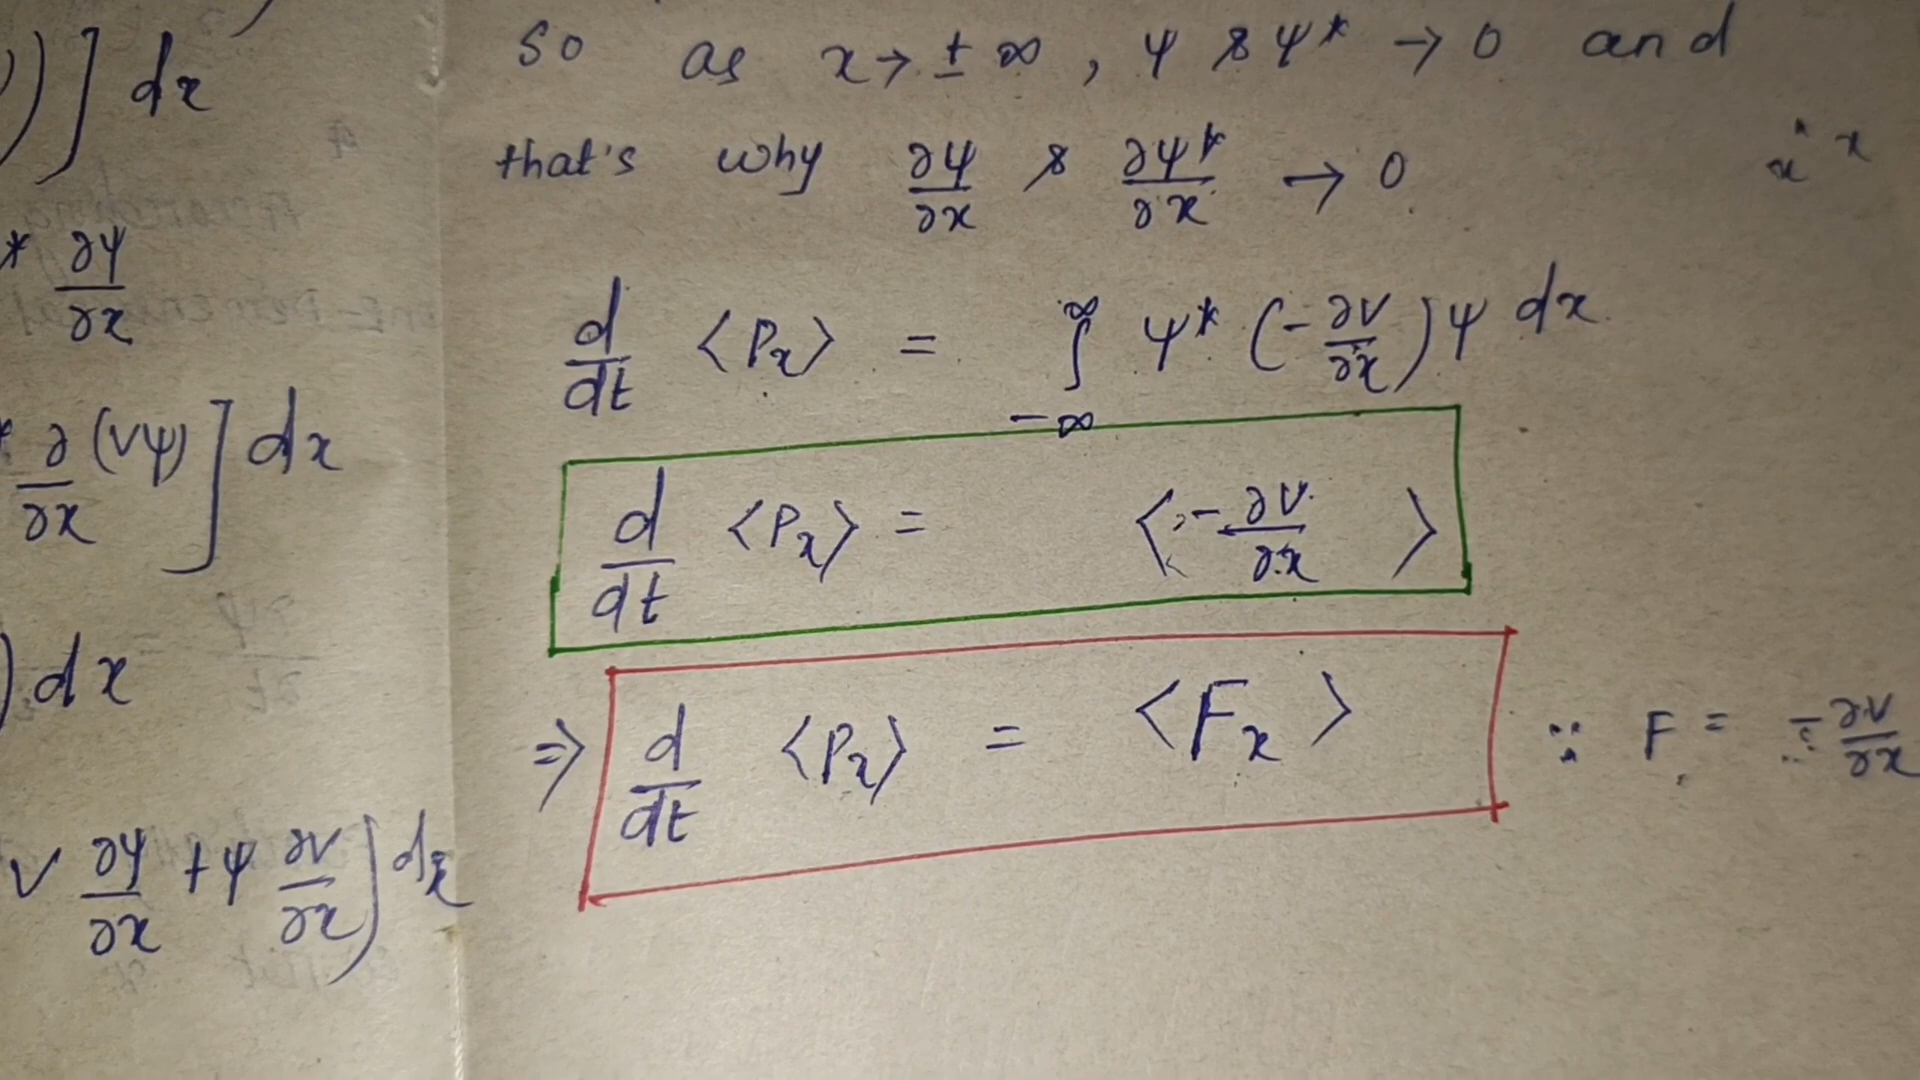 )] dx
* ∂ψ/∂x
* ∂/∂x (Vψ)] dx
) dx
V ∂ψ/∂x + ψ ∂V/∂x) dx
So as x → ± ∞, ψ & ψ* → 0 and
that's why ∂ψ/∂x & ∂ψ*/∂x → 0
d/dt <Px> = ∫_{-∞}^{∞} ψ* (-∂V/∂x) ψ dx
d/dt <Px> = <-∂V/∂x>
⇒ d/dt <Px> = <Fx> ∵ F = -∂V/∂x